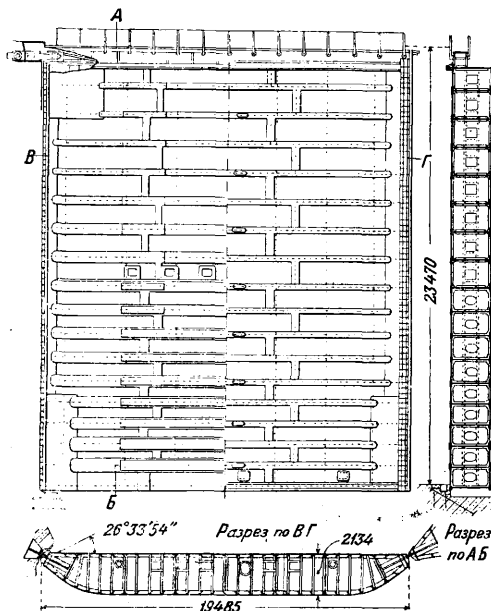 А
В
Г
23470
Б
26°33'54"
Разрез по ВГ
2134
Разрез
по АБ
19485